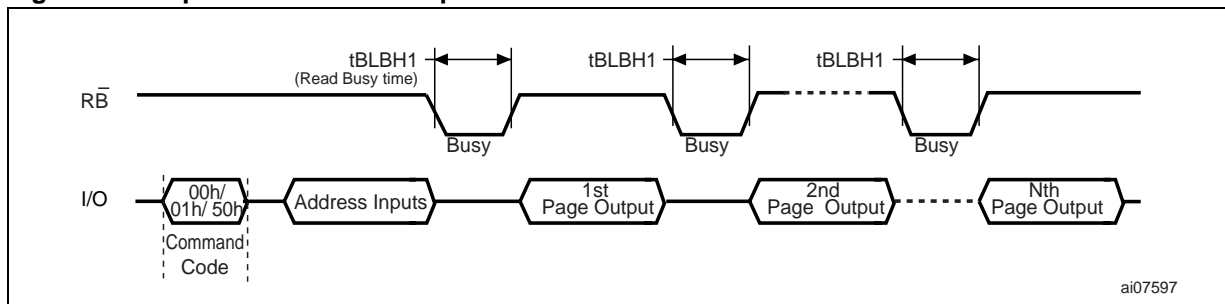 tBLBH1
(Read Busy time)
tBLBH1
tBLBH1
RB̅
Busy
Busy
Busy
I/O
00h/
01h/ 50h
Address Inputs
1st
Page Output
2nd
Page Output
Nth
Page Output
Command
Code
ai07597